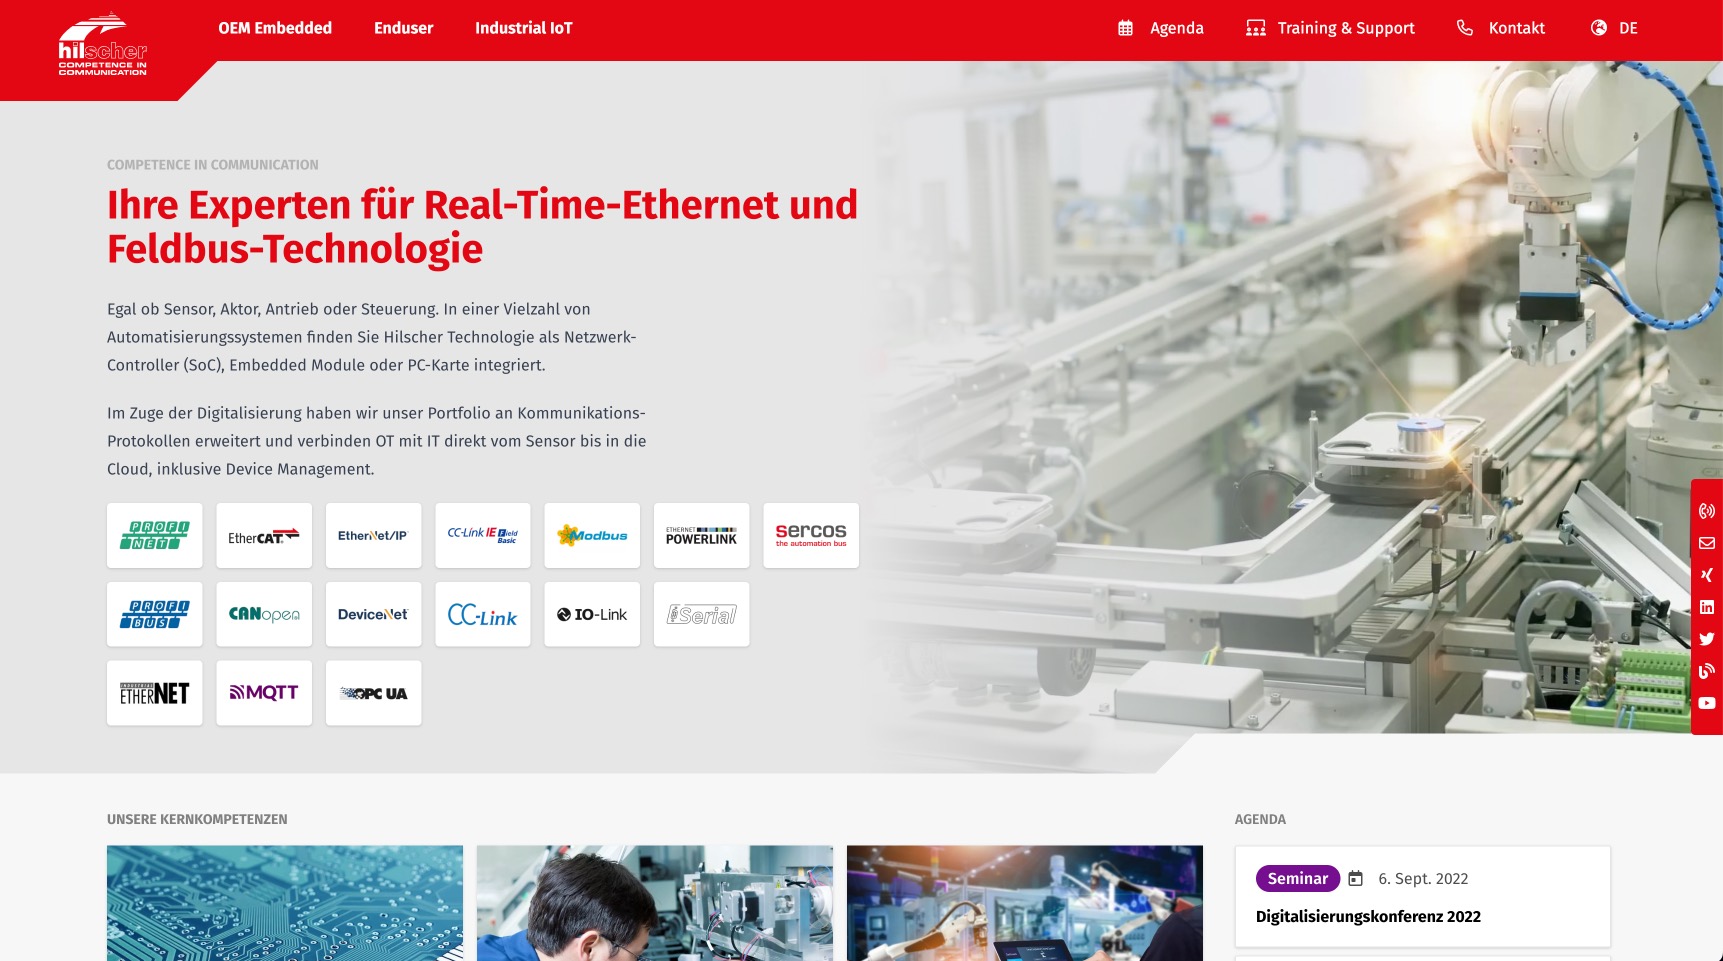 OEM Embedded
Enduser
Industrial IoT
Agenda
Training & Support
Kontakt
DE
hilscher
COMPETENCE IN
COMMUNICATION
COMPETENCE IN COMMUNICATION
Ihre Experten für Real-Time-Ethernet und
Feldbus-Technologie
Egal ob Sensor, Aktor, Antrieb oder Steuerung. In einer Vielzahl von
Automatisierungssystemen finden Sie Hilscher Technologie als Netzwerk-
Controller (SoC), Embedded Module oder PC-Karte integriert.
Im Zuge der Digitalisierung haben wir unser Portfolio an Kommunikations-
Protokollen erweitert und verbinden OT mit IT direkt vom Sensor bis in die
Cloud, inklusive Device Management.
PROFI
NET
EtherCAT
EtherNet/IP
CC-Link IE Field
Basic
Modbus
ETHERNET
POWERLINK
sercos
the automation bus
PROFI
BUS
CANopen
DeviceNet
CC-Link
IO-Link
Serial
INDUSTRIAL
ETHERNET
MQTT
OPC UA
UNSERE KERNKOMPETENZEN
AGENDA
Seminar
6. Sept. 2022
Digitalisierungskonferenz 2022